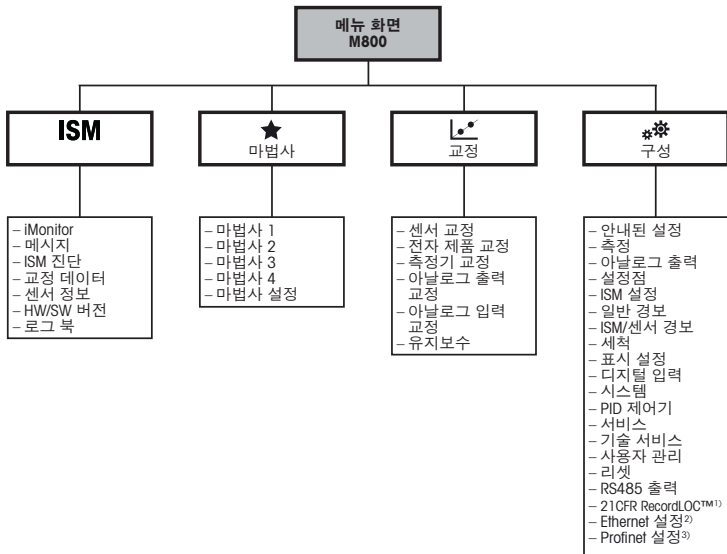 메뉴 화면
M800
ISM
마법사
교정
구성
– iMonitor
– 메시지
– ISM 진단
– 교정 데이터
– 센서 정보
– HW/SW 버전
– 로그 북
– 마법사 1
– 마법사 2
– 마법사 3
– 마법사 4
– 마법사 설정
– 센서 교정
– 전자 제품 교정
– 측정기 교정
– 아날로그 출력
교정
– 아날로그 입력
교정
– 유지보수
– 안내된 설정
– 측정
– 아날로그 출력
– 설정점
– ISM 설정
– 일반 경보
– ISM/센서 경보
– 세척
– 표시 설정
– 디지털 입력
– 시스템
– PID 제어기
– 서비스
– 기술 서비스
– 사용자 관리
– 리셋
– RS485 출력
– 21CFR RecordLOC™1)
– Ethernet 설정2)
– Profinet 설정3)